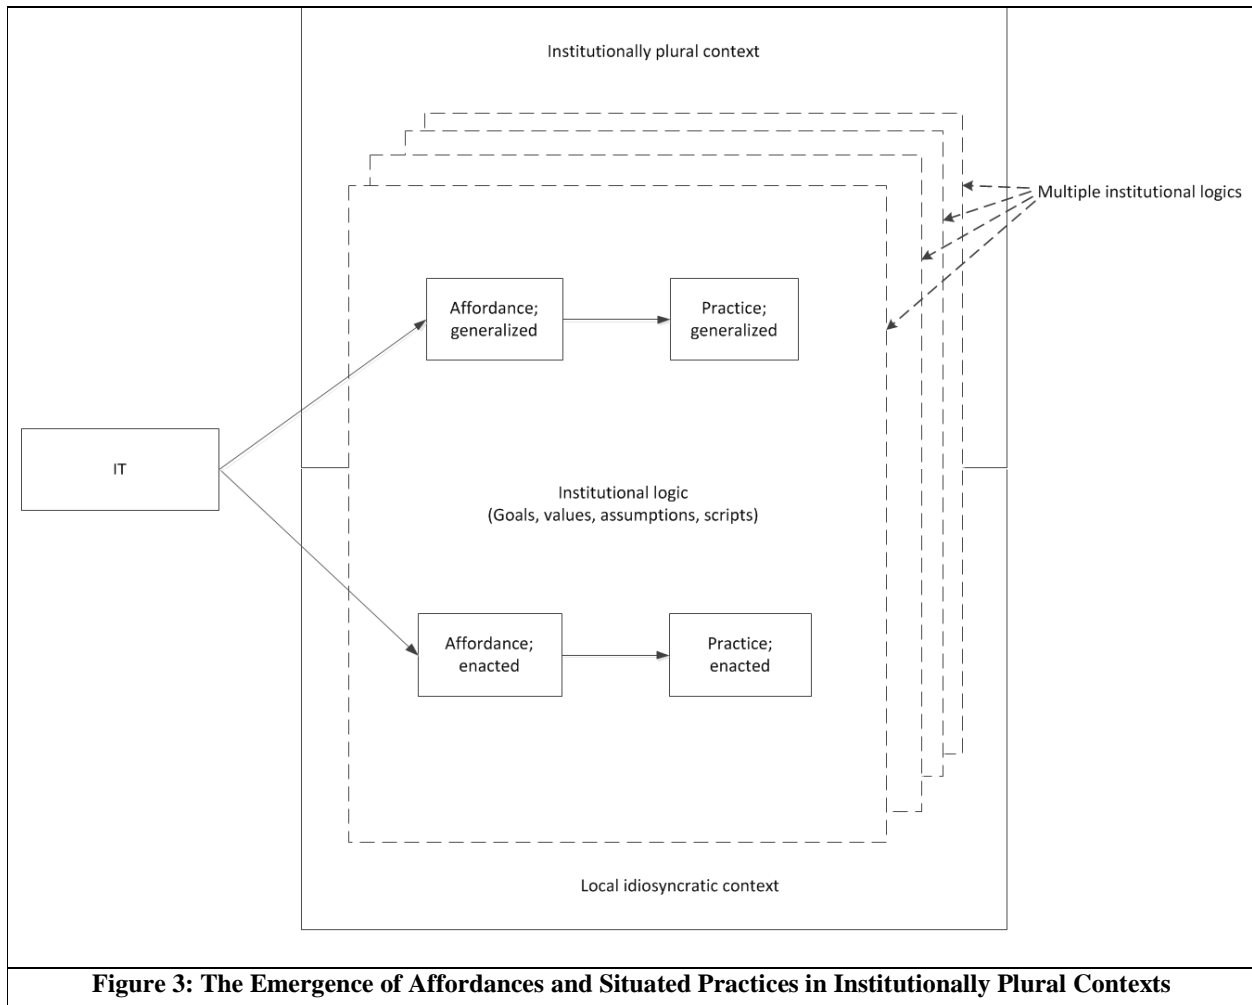 Institutionally plural context
Multiple institutional logics
Affordance;
generalized
Practice;
generalized
IT
Institutional logic
(Goals, values, assumptions, scripts)
Affordance;
enacted
Practice;
enacted
Local idiosyncratic context
Figure 3: The Emergence of Affordances and Situated Practices in Institutionally Plural Contexts